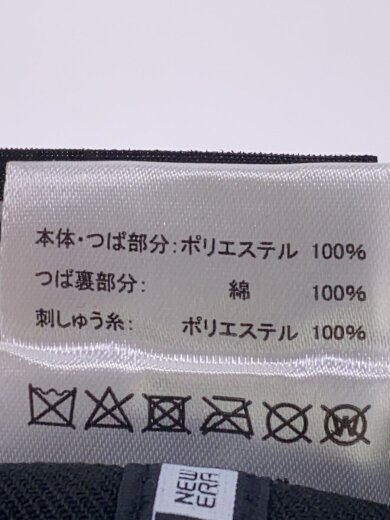 本体・つば部分：ポリエステル 100%
つば裏部分： 綿 100%
刺しゅう糸： ポリエステル 100%
W
NEW
ERA